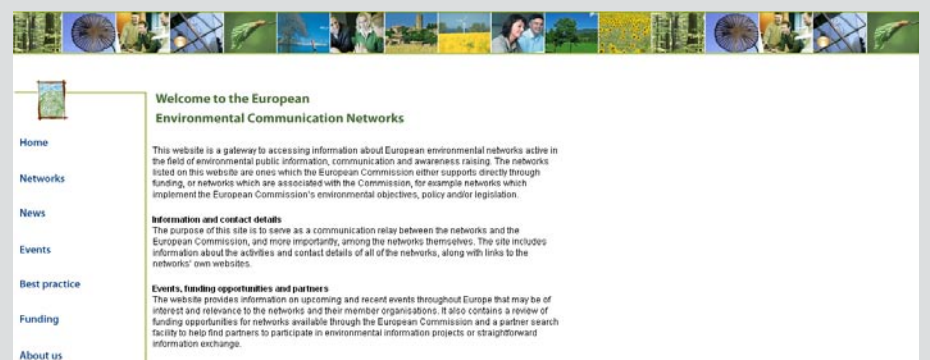 Welcome to the European
Environmental Communication Networks
Home
Networks
News
Events
Best practice
Funding
About us
This website is a gateway to accessing information about European environmental networks active in
the field of environmental public information, communication and awareness raising. The networks
listed on this website are ones which the European Commission either supports directly through
funding, or networks which are associated with the Commission, for example networks which
implement the European Commission's environmental objectives, policy and/or legislation.
Information and contact details
The purpose of this site is to serve as a communication relay between the networks and the
European Commission, and more importantly, among the networks themselves. The site includes
information about the activities and contact details of all of the networks, along with links to the
networks' own websites.
Events, funding opportunities and partners
The website provides information on upcoming and recent events throughout Europe that may be of
interest and relevance to the networks and their member organisations. It also contains a review of
funding opportunities for networks available through the European Commission and a partner search
facility to help find partners to participate in environmental information projects or straightforward
information exchange.